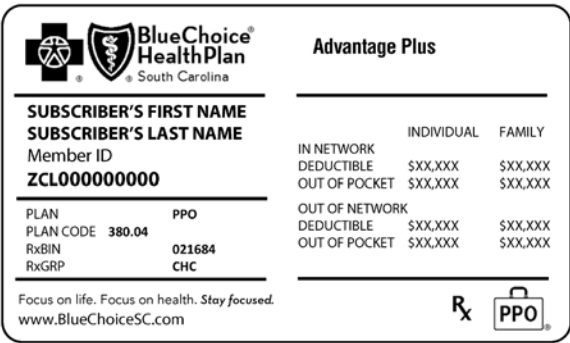 BlueChoice®
HealthPlan
South Carolina
® ®
Advantage Plus
SUBSCRIBER'S FIRST NAME
SUBSCRIBER'S LAST NAME
Member ID
ZCL000000000
PLAN PPO
PLAN CODE 380.04
RxBIN 021684
RxGRP CHC
INDIVIDUAL FAMILY
IN NETWORK
DEDUCTIBLE $XX,XXX $XX,XXX
OUT OF POCKET $XX,XXX $XX,XXX
OUT OF NETWORK
DEDUCTIBLE $XX,XXX $XX,XXX
OUT OF POCKET $XX,XXX $XX,XXX
Focus on life. Focus on health. Stay focused.
www.BlueChoiceSC.com
Rx
PPO®